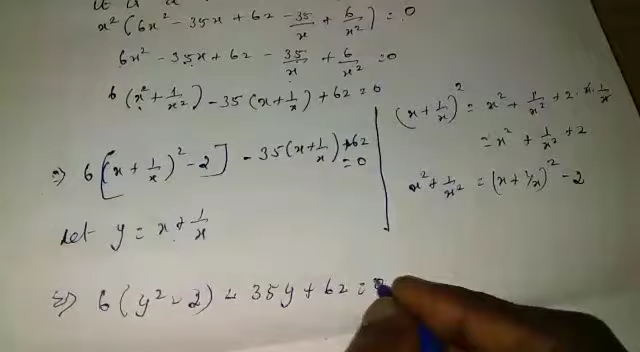 x² (6x² - 35x + 62 - 35/x + 6/x²) = 0
6x² - 35x + 62 - 35/x + 6/x² = 0
6 (x² + 1/x²) - 35 (x + 1/x) + 62 = 0
⇒ 6 [(x + 1/x)² - 2] - 35 (x + 1/x) + 62 = 0
Let y = x + 1/x
⇒ 6 (y² - 2) - 35y + 62 = 0
(x + 1/x)² = x² + 1/x² + 2 · x · 1/x
= x² + 1/x² + 2
x² + 1/x² = (x + 1/x)² - 2